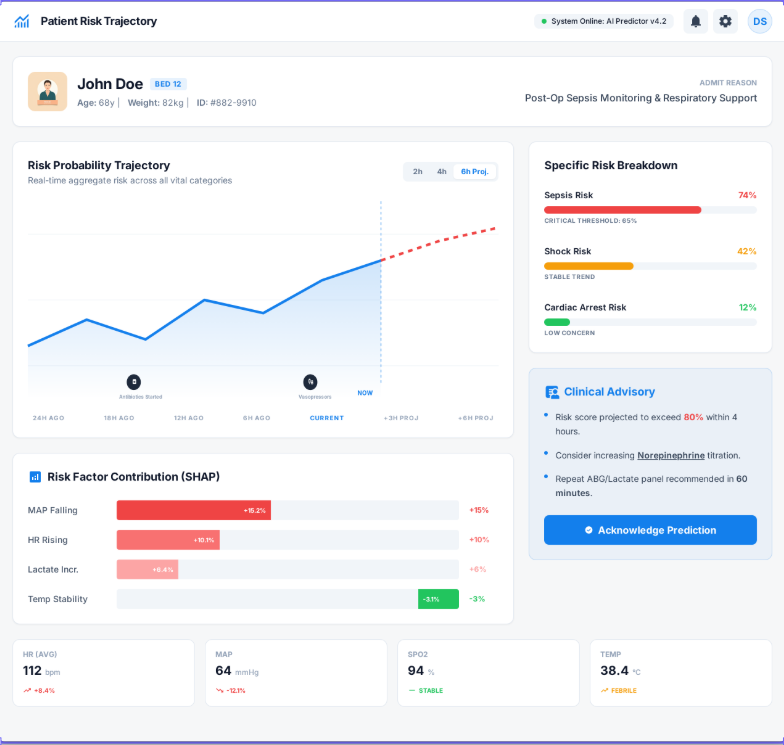 Patient Risk Trajectory
System Online: AI Predictor v4.2
DS
John Doe BED 12
Age: 68y | Weight: 82kg | ID: #882-9910
ADMIT REASON
Post-Op Sepsis Monitoring & Respiratory Support
Risk Probability Trajectory
Real-time aggregate risk across all vital categories
2h 4h 6h Proj.
Antibiotics Started
Vasopressors
NOW
24H AGO 18H AGO 12H AGO 6H AGO CURRENT +3H PROJ +6H PROJ
Specific Risk Breakdown
Sepsis Risk 74%
CRITICAL THRESHOLD: 65%
Shock Risk 42%
STABLE TREND
Cardiac Arrest Risk 12%
LOW CONCERN
Clinical Advisory
Risk score projected to exceed 80% within 4
hours.
Consider increasing Norepinephrine titration.
Repeat ABG/Lactate panel recommended in 60
minutes.
Acknowledge Prediction
Risk Factor Contribution (SHAP)
MAP Falling +15.2% +15%
HR Rising +10.1% +10%
Lactate Incr. +6.4% +6%
Temp Stability -3.1% -3%
HR (AVG)
112 bpm
+8.4%
MAP
64 mmHg
-12.1%
SPO2
94 %
STABLE
TEMP
38.4 °C
FEBRILE